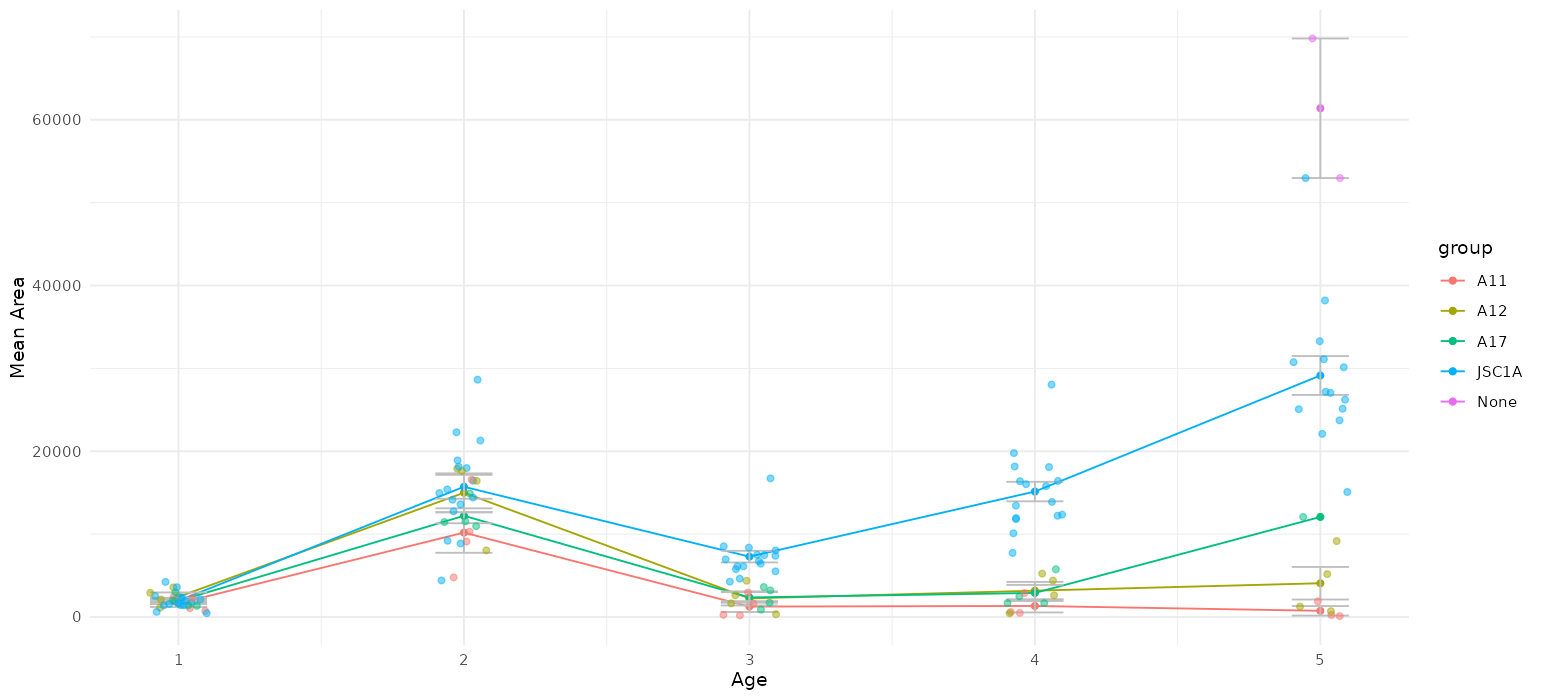 60000
40000
20000
0
Mean Area
1 2 3 4 5
Age
group
A11
A12
A17
JSC1A
None